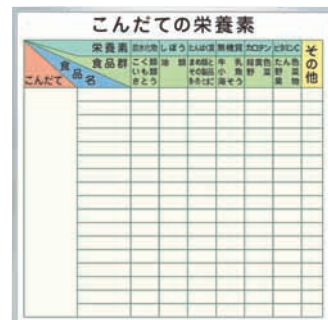 こんだての栄養素
栄養素 炭水化物 しぼう たんぱく質 無機質 カロチン ビタミンC その他
食品群 こく類 いも類 さとう 油類 まめ類と その製品 牛乳 小魚 海そう 緑黄色 野菜 たん色 野菜 果物
食品名
こんだて